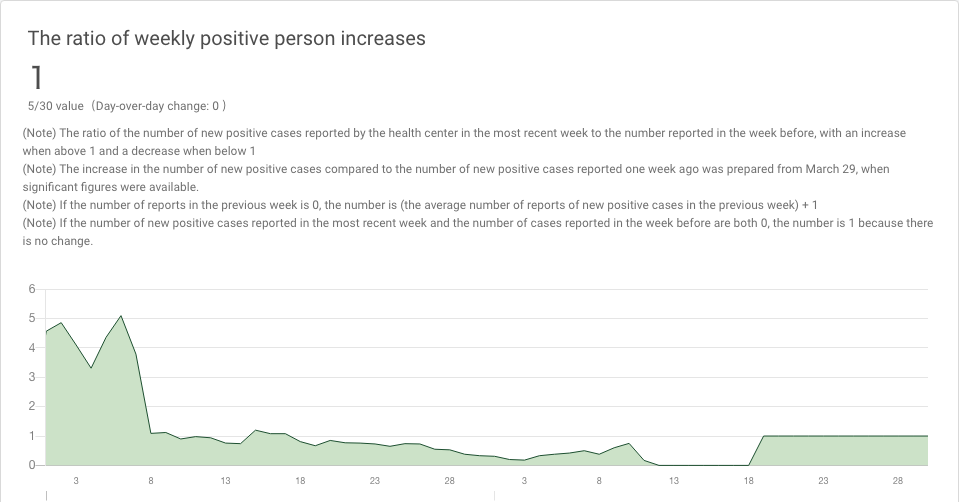 The ratio of weekly positive person increases
1
5/30 value （Day-over-day change: 0 ）
(Note) The ratio of the number of new positive cases reported by the health center in the most recent week to the number reported in the week before, with an increase
when above 1 and a decrease when below 1
(Note) The increase in the number of new positive cases compared to the number of new positive cases reported one week ago was prepared from March 29, when
significant figures were available.
(Note) If the number of reports in the previous week is 0, the number is (the average number of reports of new positive cases in the previous week) + 1
(Note) If the number of new positive cases reported in the most recent week and the number of cases reported in the week before are both 0, the number is 1 because there
is no change.
6
5
4
3
2
1
0
3 8 13 18 23 28 3 8 13 18 23 28